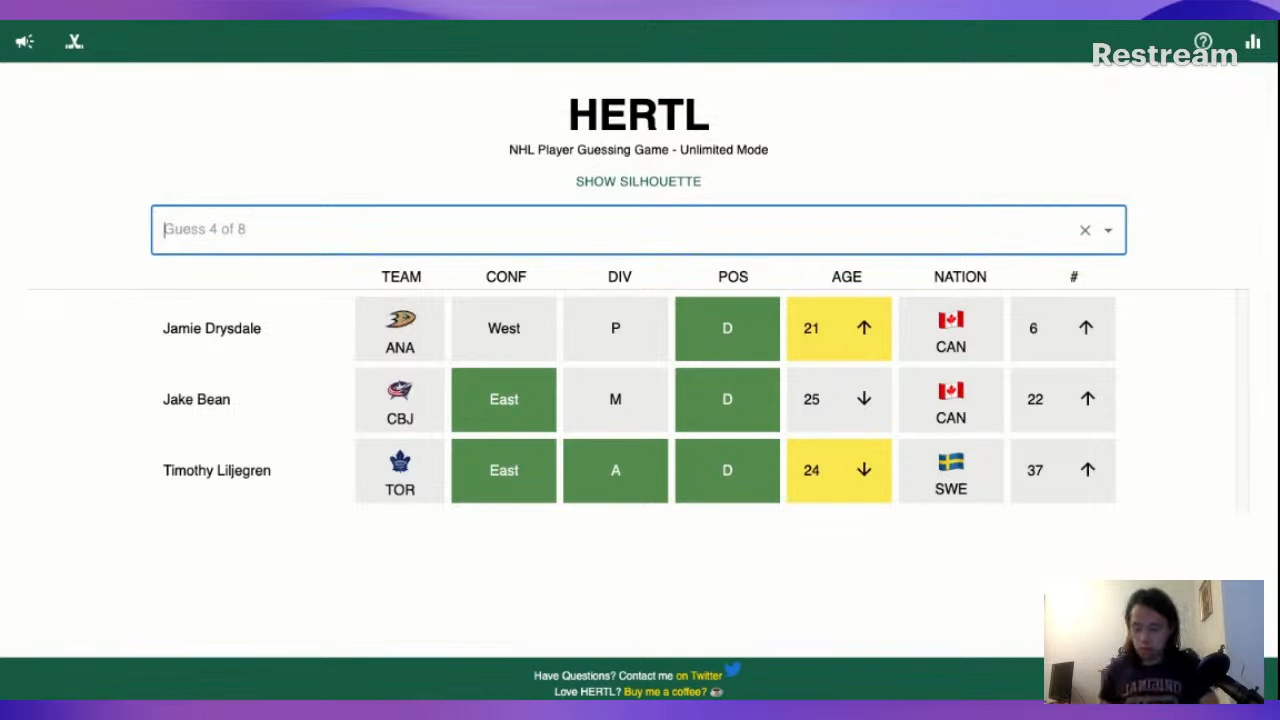 Restream
HERTL
NHL Player Guessing Game - Unlimited Mode
SHOW SILHOUETTE
Guess 4 of 8
TEAM CONF DIV POS AGE NATION #
Jamie Drysdale ANA West P D 21 ↑ CAN 6 ↑
Jake Bean CBJ East M D 25 ↓ CAN 22 ↑
Timothy Liljegren TOR East A D 24 ↓ SWE 37 ↑
Have Questions? Contact me on Twitter
Love HERTL? Buy me a coffee?